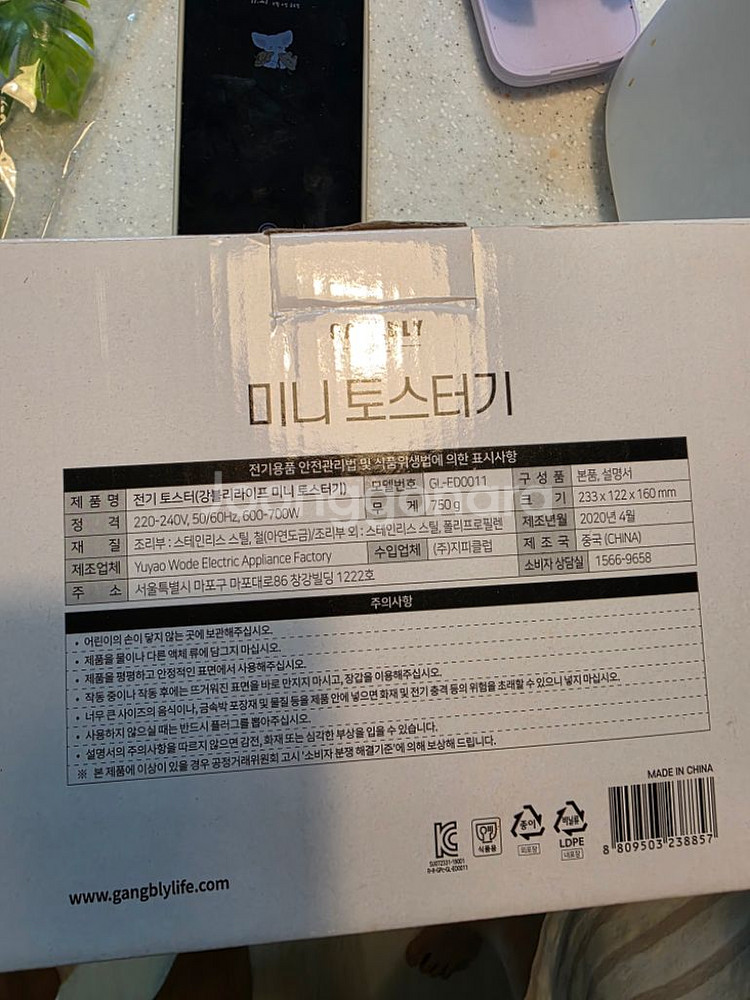 미니 토스터기
전기용품 안전관리법 및 식품위생법에 의한 표시사항
제 품 명 전기 토스터(강블리라이프 미니 토스터기) 모델번호 GL-ED0011 구 성 품 본품, 설명서
정 격 220-240V, 50/60Hz, 600-700W 무 게 750g 크 기 233 x 122 x 160 mm
재 질 조리부 : 스테인리스 스틸, 철(아연도금)/조리부 외 : 스테인리스 스틸, 폴리프로필렌 제조년월 2020년 4월
제조업체 Yuyao Wode Electric Appliance Factory 수입업체 (주)지피클럽 제 조 국 중국 (CHINA)
주 소 서울특별시 마포구 마포대로86 창강빌딩 1222호 소비자 상담실 1566-9658
주의사항
• 어린이의 손이 닿지 않는 곳에 보관해주십시오.
• 제품을 물이나 다른 액체 류에 담그지 마십시오.
• 제품을 평평하고 안정적인 표면에서 사용해주십시오.
• 작동 중이나 작동 후에는 뜨거워진 표면을 바로 만지지 마시고, 장갑을 이용해주십시오.
• 너무 큰 사이즈의 음식이나, 금속박 포장재 및 물질 등을 제품 안에 넣으면 화재 및 전기 충격 등의 위험을 초래할 수 있으니 넣지 마십시오.
• 사용하지 않으실 때는 반드시 플러그를 뽑아주십시오.
• 설명서의 주의사항을 따르지 않으면 감전, 화재 또는 심각한 부상을 입을 수 있습니다.
※ 본 제품에 이상이 있을 경우 공정거래위원회 고시 '소비자 분쟁 해결기준'에 의해 보상해 드립니다.
MADE IN CHINA
식품용
종이
외포장
비닐류
LDPE
내포장
8 809503 238857
www.gangblylife.com